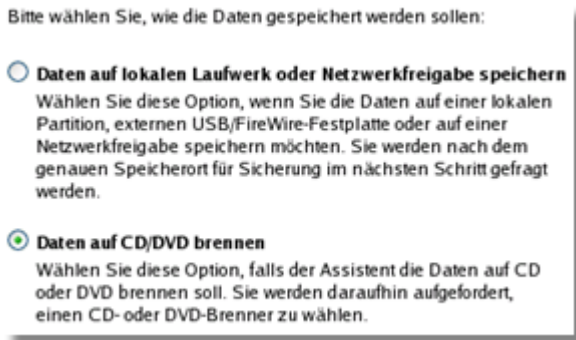 Bitte wählen Sie, wie die Daten gespeichert werden sollen:
Daten auf lokalen Laufwerk oder Netzwerkfreigabe speichern
Wählen Sie diese Option, wenn Sie die Daten auf einer lokalen
Partition, externen USB/FireWire-Festplatte oder auf einer
Netzwerkfreigabe speichern möchten. Sie werden nach dem
genauen Speicherort für Sicherung im nächsten Schritt gefragt
werden.
Daten auf CD/DVD brennen
Wählen Sie diese Option, falls der Assistent die Daten auf CD
oder DVD brennen soll. Sie werden daraufhin aufgefordert,
einen CD- oder DVD-Brenner zu wählen.